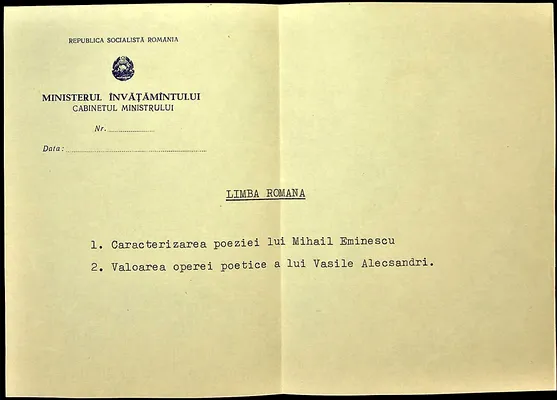 REPUBLICA SOCIALISTĂ ROMÂNIA
MINISTERUL ÎNVĂŢĂMÎNTULUI
CABINETUL MINISTRULUI
Nr. ..............
Data: ........................................
LIMBA ROMANA
1. Caracterizarea poeziei lui Mihail Eminescu
2. Valoarea operei poetice a lui Vasile Alecsandri.